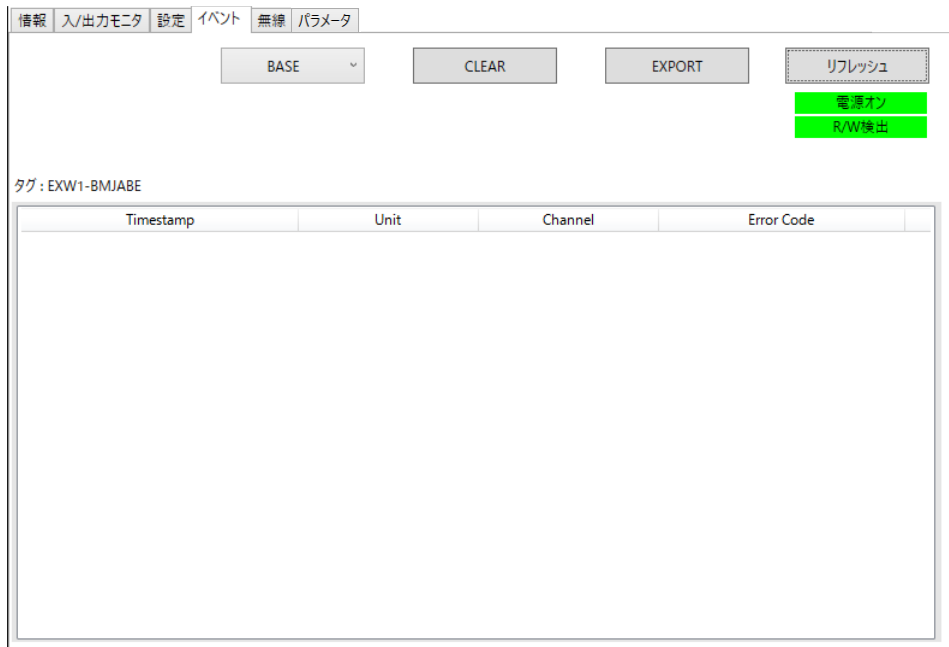 情報 入/出力モニタ 設定 イベント 無線 パラメータ
BASE CLEAR EXPORT リフレッシュ
電源オン
R/W検出
タグ : EXW1-BMJABE
Timestamp Unit Channel Error Code